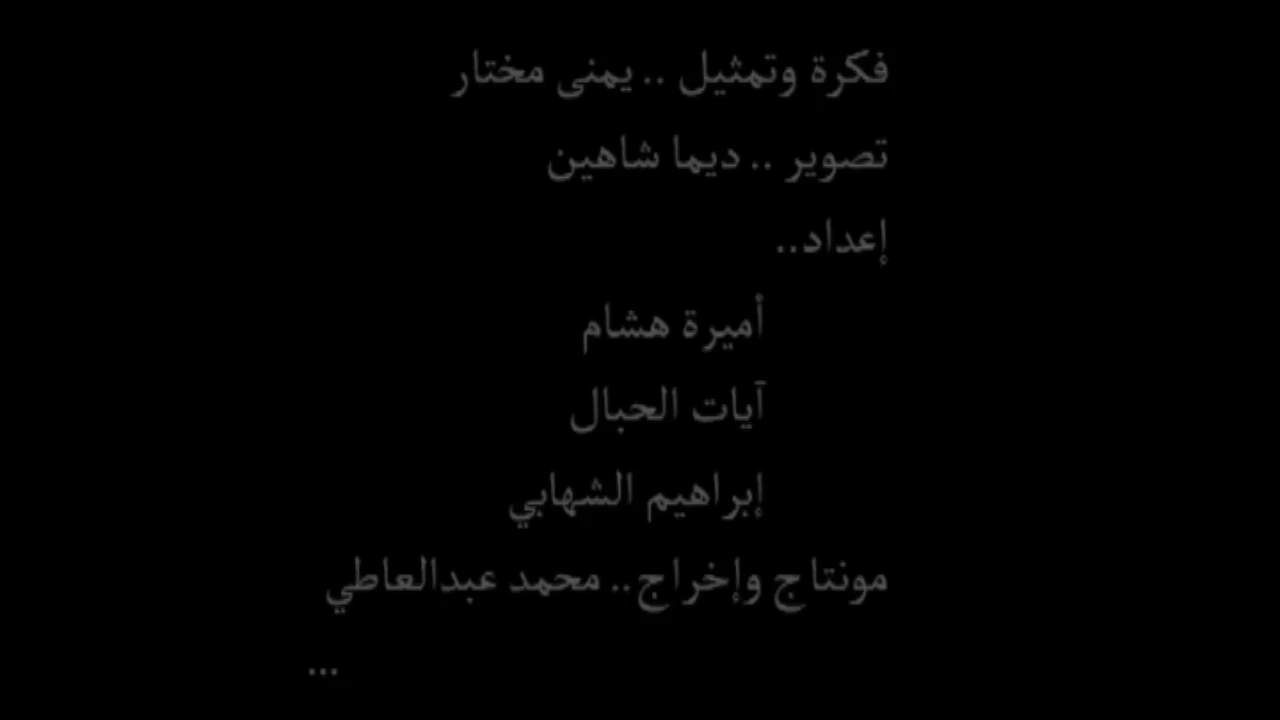 فكرة وتمثيل .. يمنى مختار
تصوير .. ديما شاهين
إعداد..
أميرة هشام
آيات الحبال
إبراهيم الشهابي
مونتاج وإخراج.. محمد عبدالعاطي
...